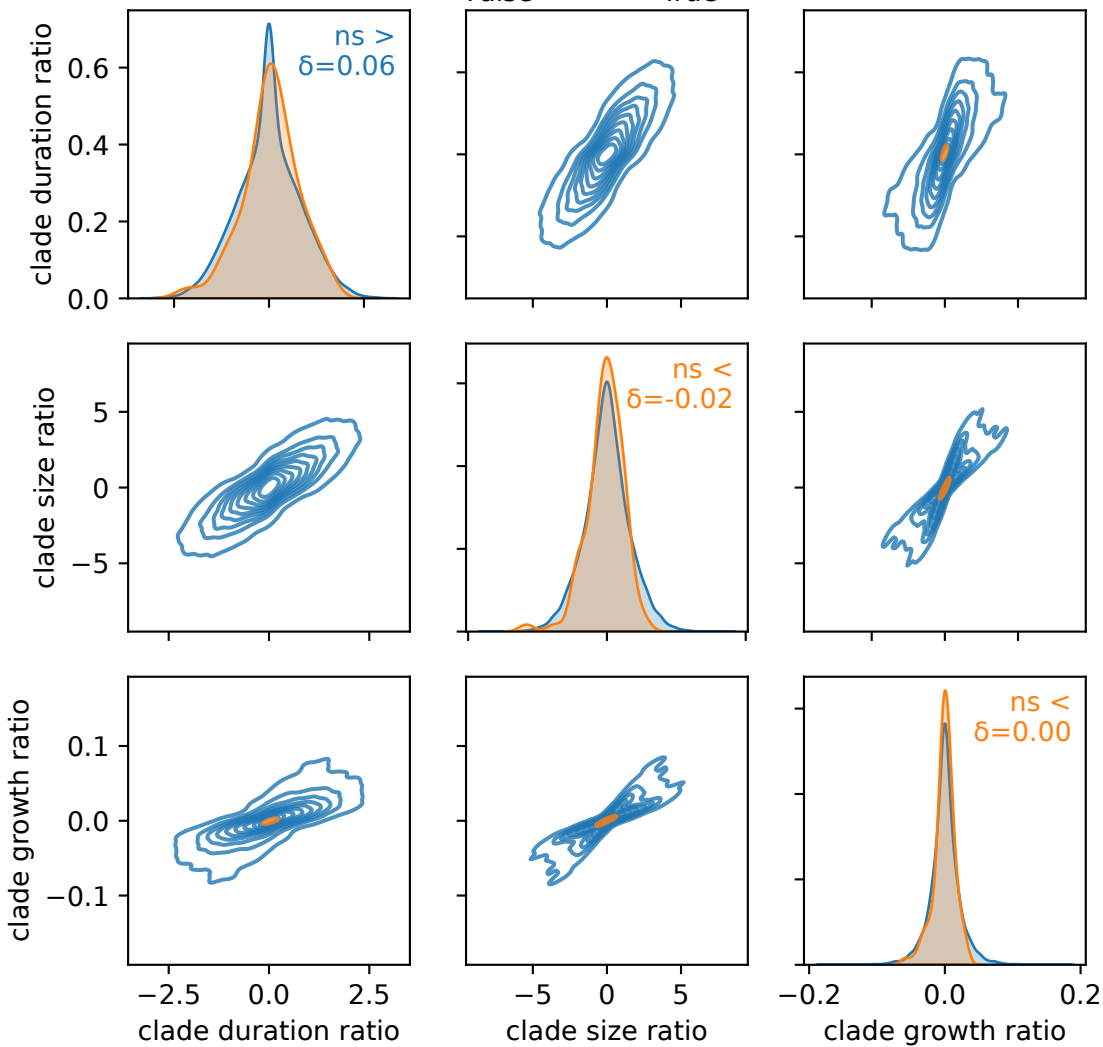 clade duration ratio
0.6
0.4
0.2
0.0
ns >
δ=0.06
clade size ratio
5
0
−5
ns <
δ=-0.02
clade growth ratio
0.1
0.0
−0.1
ns <
δ=0.00
−2.5 0.0 2.5 −5 0 5 −0.2 0.0 0.2
clade duration ratio clade size ratio clade growth ratio